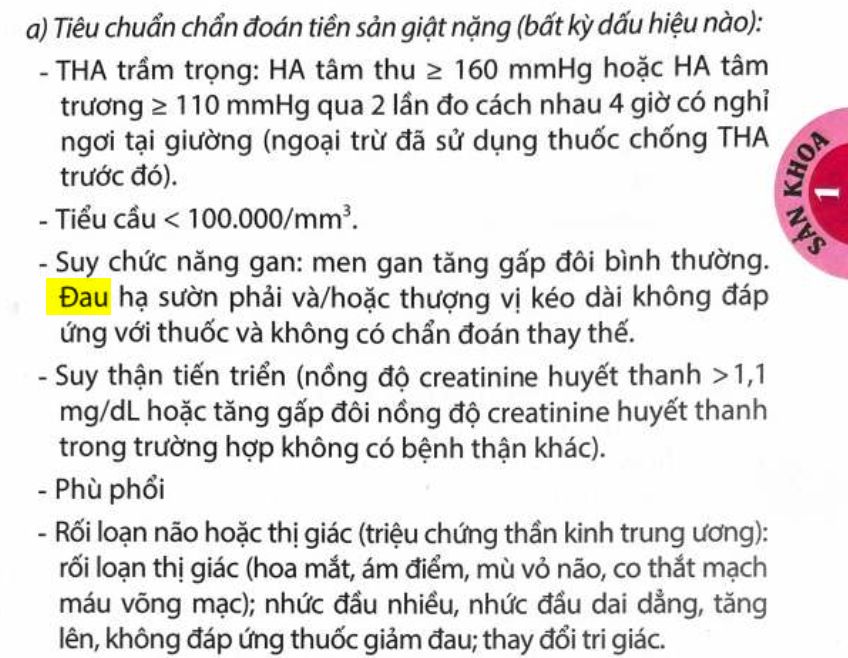 a) Tiêu chuẩn chẩn đoán tiền sản giật nặng (bất kỳ dấu hiệu nào):
- THA trầm trọng: HA tâm thu ≥ 160 mmHg hoặc HA tâm
trương ≥ 110 mmHg qua 2 lần đo cách nhau 4 giờ có nghỉ
ngơi tại giường (ngoại trừ đã sử dụng thuốc chống THA
trước đó).
- Tiểu cầu < 100.000/mm³.
- Suy chức năng gan: men gan tăng gấp đôi bình thường.
Đau hạ sườn phải và/hoặc thượng vị kéo dài không đáp
ứng với thuốc và không có chẩn đoán thay thế.
- Suy thận tiến triển (nồng độ creatinine huyết thanh >1,1
mg/dL hoặc tăng gấp đôi nồng độ creatinine huyết thanh
trong trường hợp không có bệnh thận khác).
- Phù phổi
- Rối loạn não hoặc thị giác (triệu chứng thần kinh trung ương):
rối loạn thị giác (hoa mắt, ám điểm, mù vỏ não, co thắt mạch
máu võng mạc); nhức đầu nhiều, nhức đầu dai dẳng, tăng
lên, không đáp ứng thuốc giảm đau; thay đổi tri giác.
SẢN KHOA
1